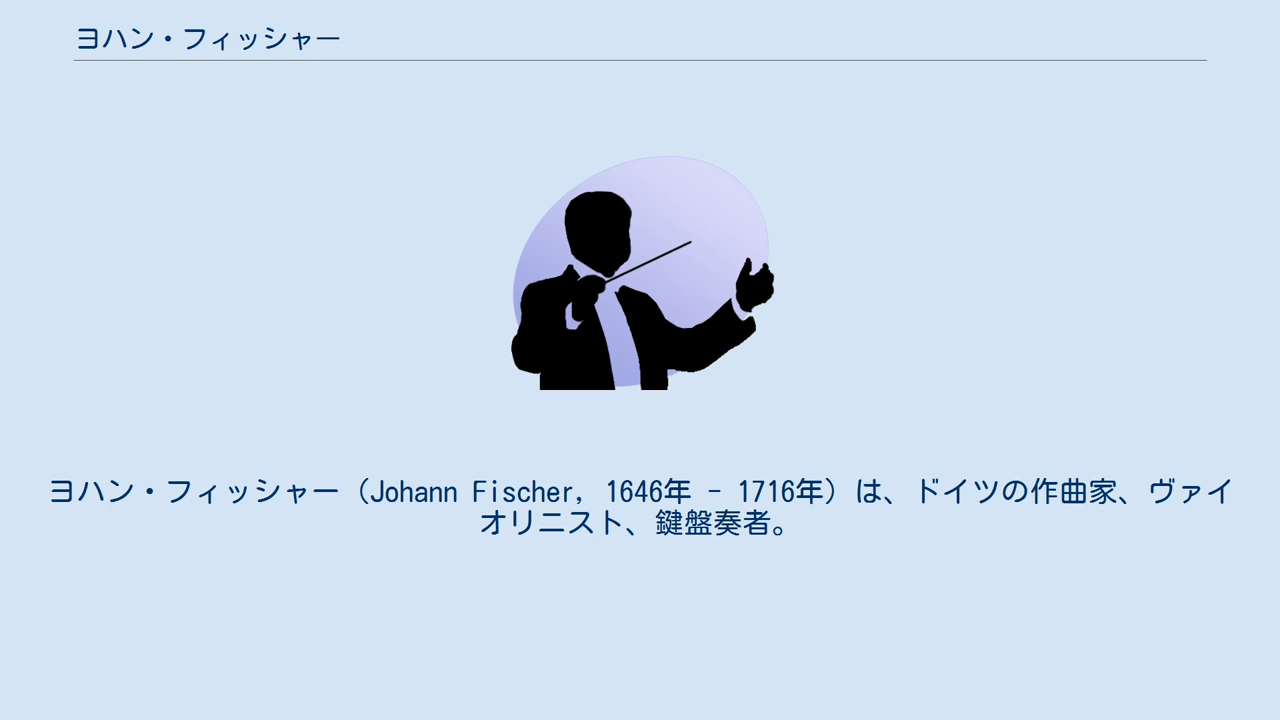 ヨハン・フィッシャー
ヨハン・フィッシャー（Johann Fischer, 1646年 - 1716年）は、ドイツの作曲家、ヴァイ
オリニスト、鍵盤奏者。